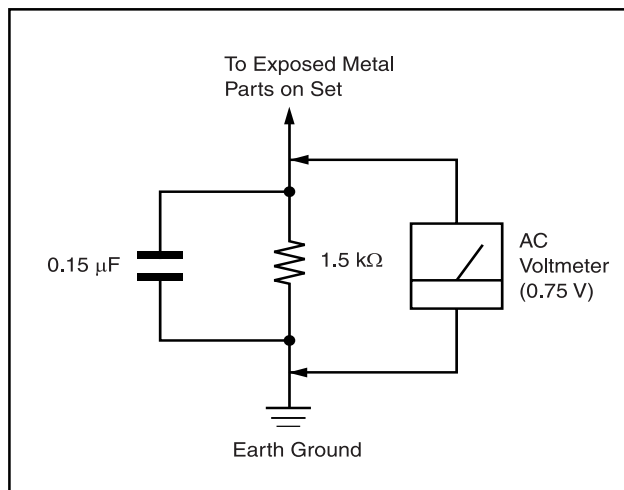 To Exposed Metal
Parts on Set
0.15 μF
1.5 kΩ
AC
Voltmeter
(0.75 V)
Earth Ground